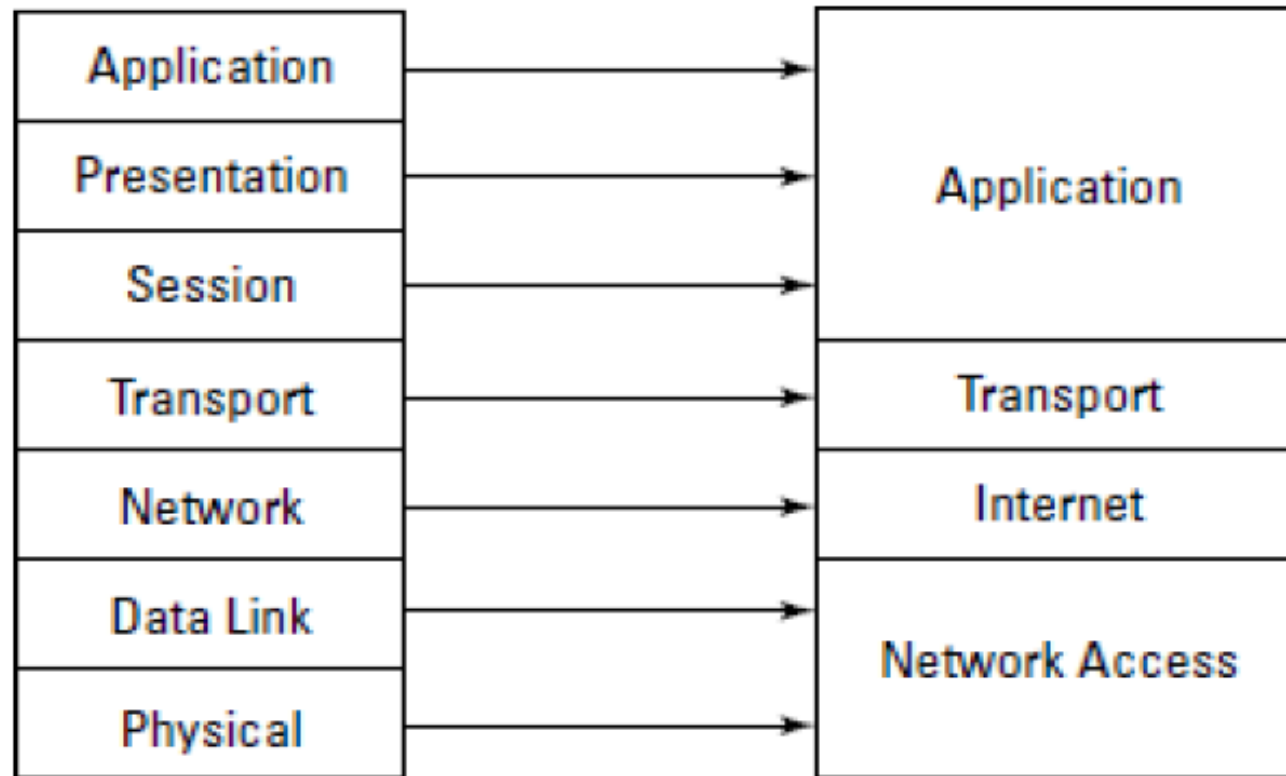 Application
Presentation
Session
Transport
Network
Data Link
Physical
Application
Transport
Internet
Network Access